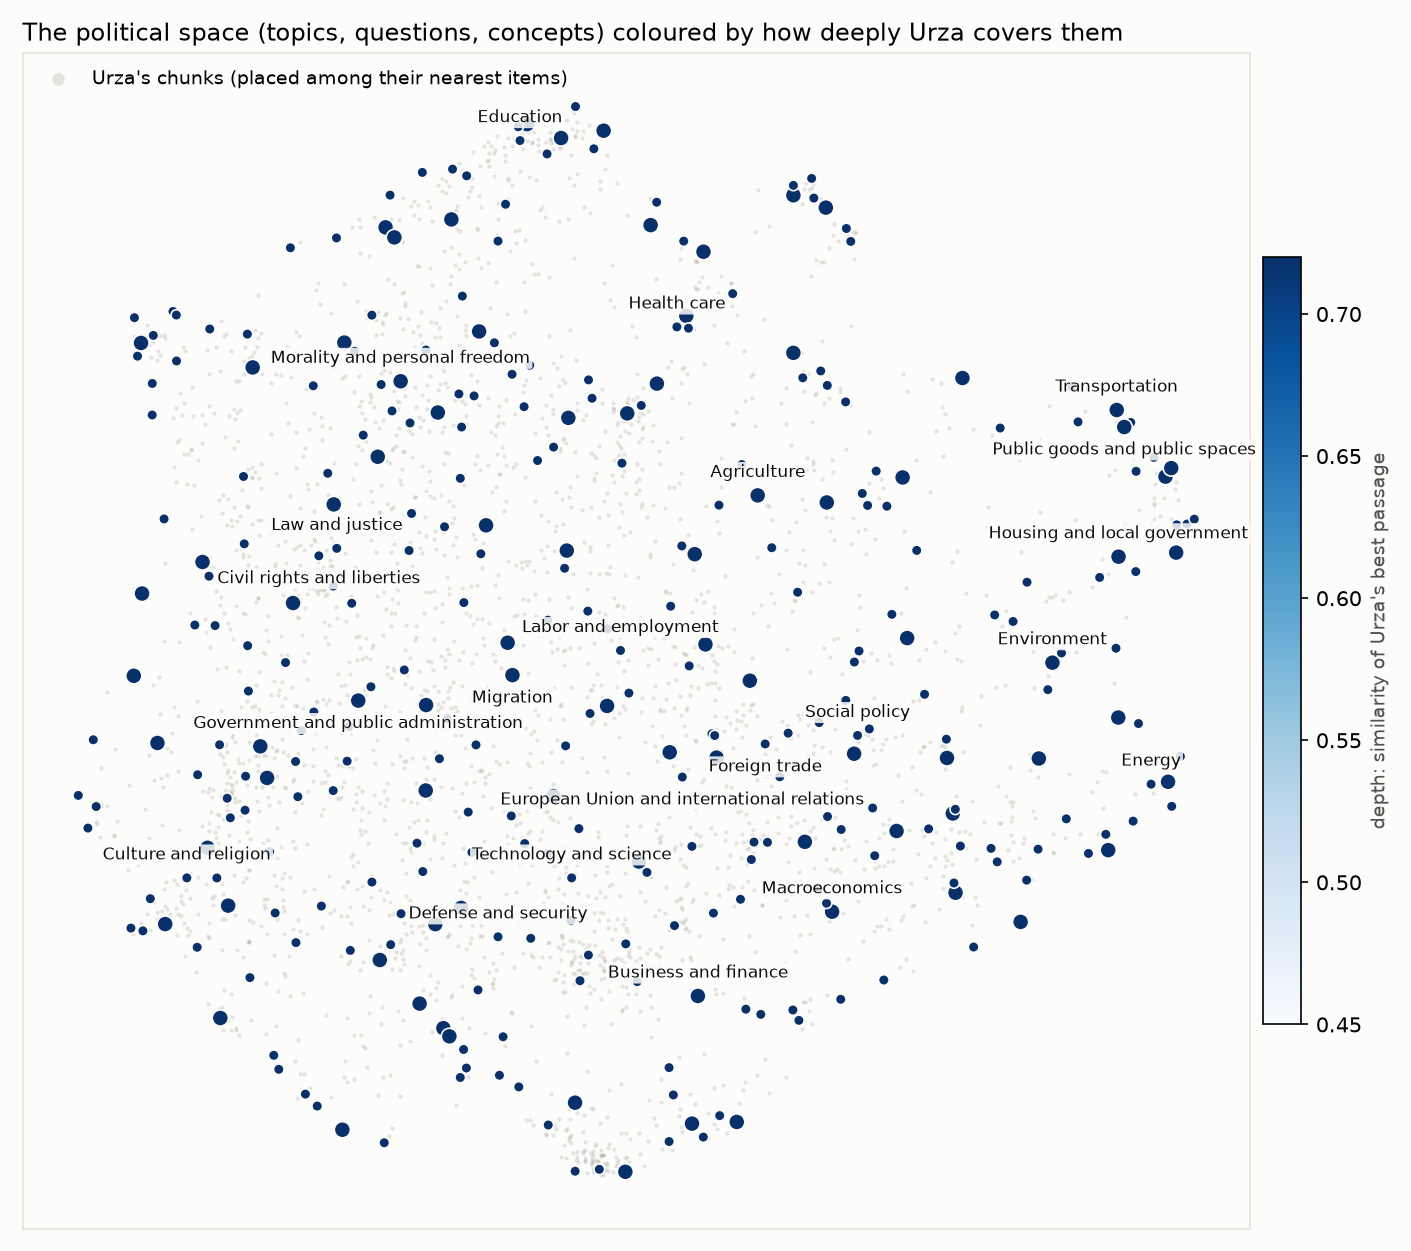 The political space (topics, questions, concepts) coloured by how deeply Urza covers them
Urza's chunks (placed among their nearest items)
Education
Health care
Morality and personal freedom
Transportation
Public goods and public spaces
Agriculture
Law and justice
Housing and local government
Civil rights and liberties
Labor and employment
Environment
Migration
Social policy
Government and public administration
Energy
Foreign trade
European Union and international relations
Culture and religion
Technology and science
Macroeconomics
Defense and security
Business and finance
0.70
0.65
0.60
0.55
0.50
0.45
depth: similarity of Urza's best passage